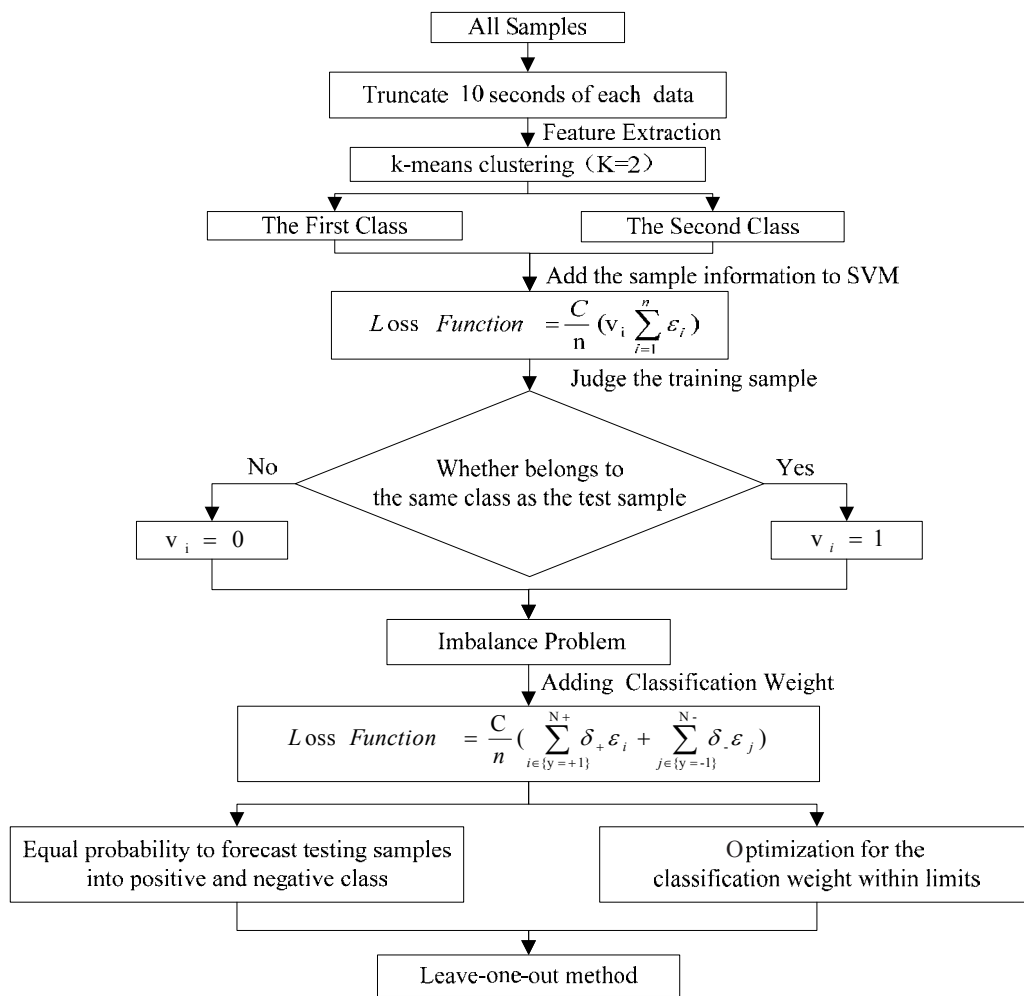 All Samples
Truncate 10 seconds of each data
Feature Extraction
k-means clustering（K=2）
The First Class
The Second Class
Add the sample information to SVM
Loss Function = C/n (v_i ∑_{i=1}^{n} ε_i)
Judge the training sample
No
Whether belongs to
the same class as the test sample
Yes
v_i = 0
v_i = 1
Imbalance Problem
Adding Classification Weight
Loss Function = C/n ( ∑_{i∈{y=+1}}^{N+} δ_+ ε_i + ∑_{j∈{y=-1}}^{N-} δ_- ε_j )
Equal probability to forecast testing samples
into positive and negative class
Optimization for the
classification weight within limits
Leave-one-out method